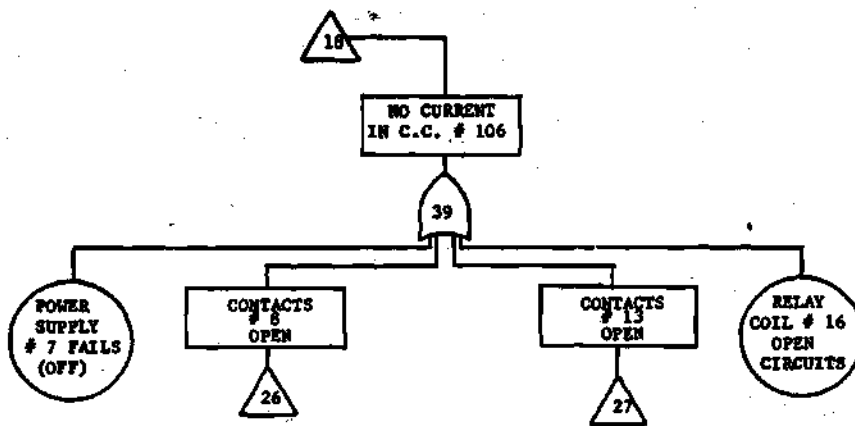 18
NO CURRENT
IN C.C. # 106
39
POWER
SUPPLY
# 7 FAILS
(OFF)
CONTACTS
# 8
OPEN
CONTACTS
# 13
OPEN
RELAY
COIL # 16
OPEN
CIRCUITS
26
27